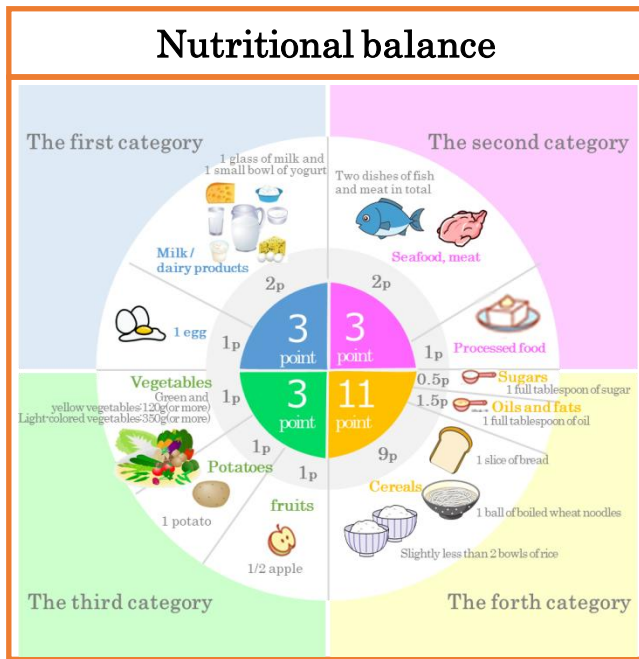 Nutritional balance
The first category
1 glass of milk and
1 small bowl of yogurt
Milk /
dairy products
2p
1 egg
1p
3
point
The second category
Two dishes of fish
and meat in total
Seafood, meat
2p
Processed food
1p
3
point
Vegetables
Green and
yellow vegetables:120g(or more)
Light-colored vegetables:350g(or more)
1p
3
point
Potatoes
1p
1 potato
fruits
1p
1/2 apple
The third category
0.5p
Sugars
1 full tablespoon of sugar
1.5p
Oils and fats
1 full tablespoon of oil
11
point
9p
1 slice of bread
Cereals
1 ball of boiled wheat noodles
Slightly less than 2 bowls of rice
The forth category